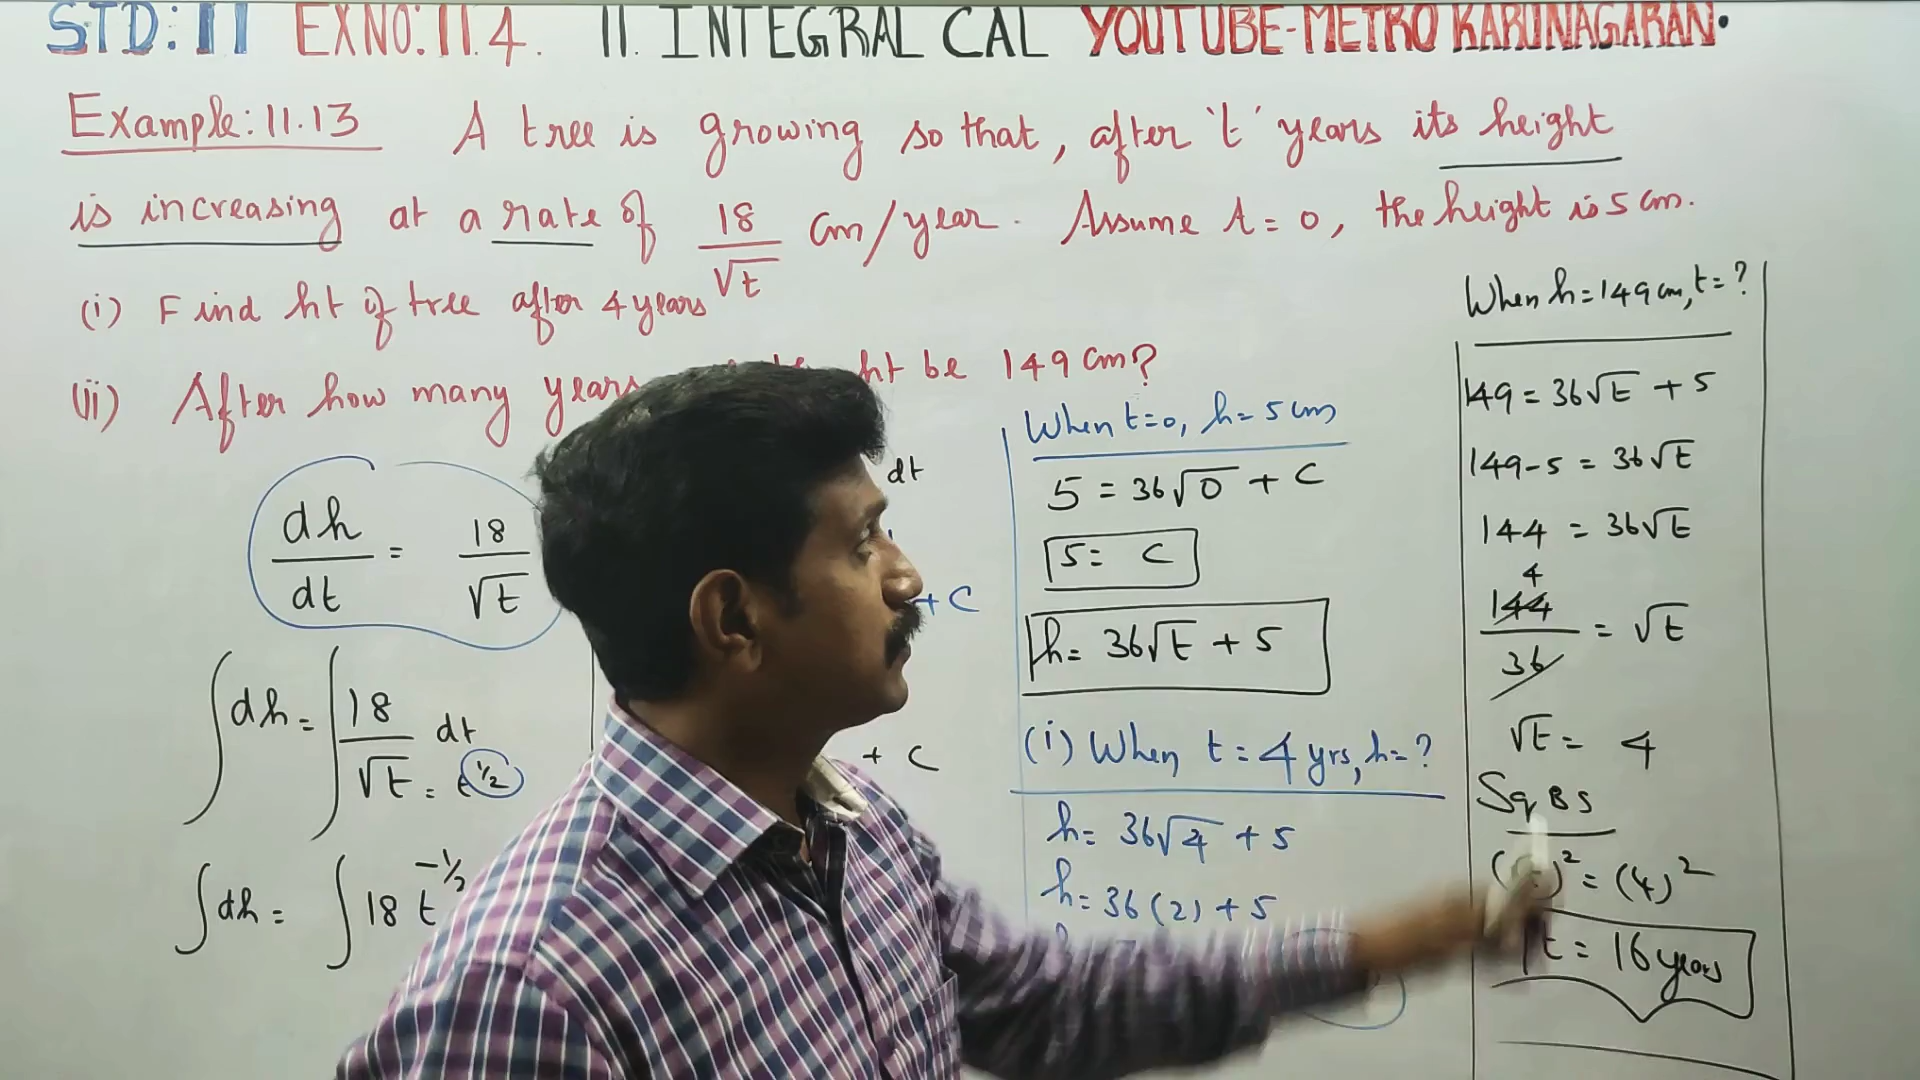 STD: 11 EXNO: 11.4. 11. INTEGRAL CAL YOUTUBE-METRO KARUNAGARAN.
Example: 11.13 A tree is growing so that, after 't' years its height
is increasing at a rate of 18/√t cm/year. Assume t = 0, the height is 5 cm.
(i) Find ht of tree after 4 years
(ii) After how many years ht be 149 cm?
dh/dt = 18/√t
∫dh = ∫ 18/√t dt
√t = t 1/2
∫dh = ∫ 18 t -1/2
dt
+ C
+ C
When t=0, h= 5 cm
5 = 36√0 + C
5 = C
h= 36√t + 5
(i) When t = 4 yrs, h= ?
h= 36√4 + 5
h= 36(2) + 5
When h=149 cm, t= ?
149 = 36√t + 5
149-5 = 36√t
144 = 36√t
4
144/36 = √t
√t = 4
Sq BS
( )² = (4)²
t = 16 years